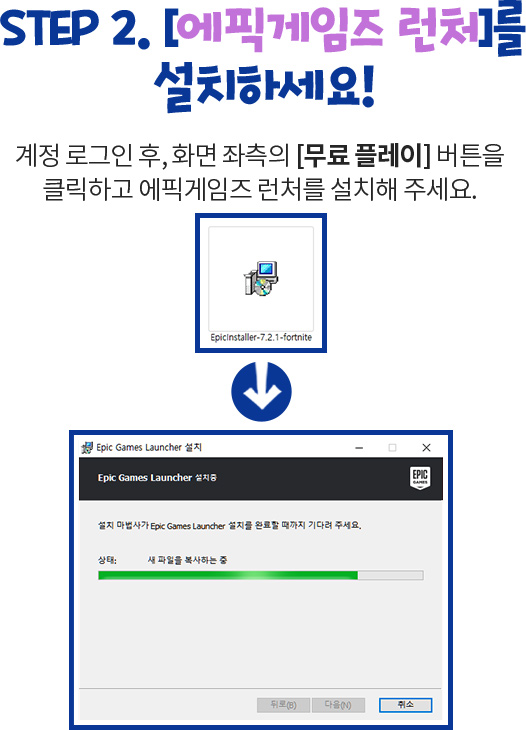 STEP 2. [에픽게임즈 런처]를
설치하세요!
계정 로그인 후, 화면 좌측의 [무료 플레이] 버튼을
클릭하고 에픽게임즈 런처를 설치해 주세요.
EpicInstaller-7.2.1-fortnite
Epic Games Launcher 설치
Epic Games Launcher 설치중
EPIC
GAMES
설치 마법사가 Epic Games Launcher 설치를 완료할 때까지 기다려 주세요.
상태: 새 파일을 복사하는 중
뒤로(B) 다음(N) 취소